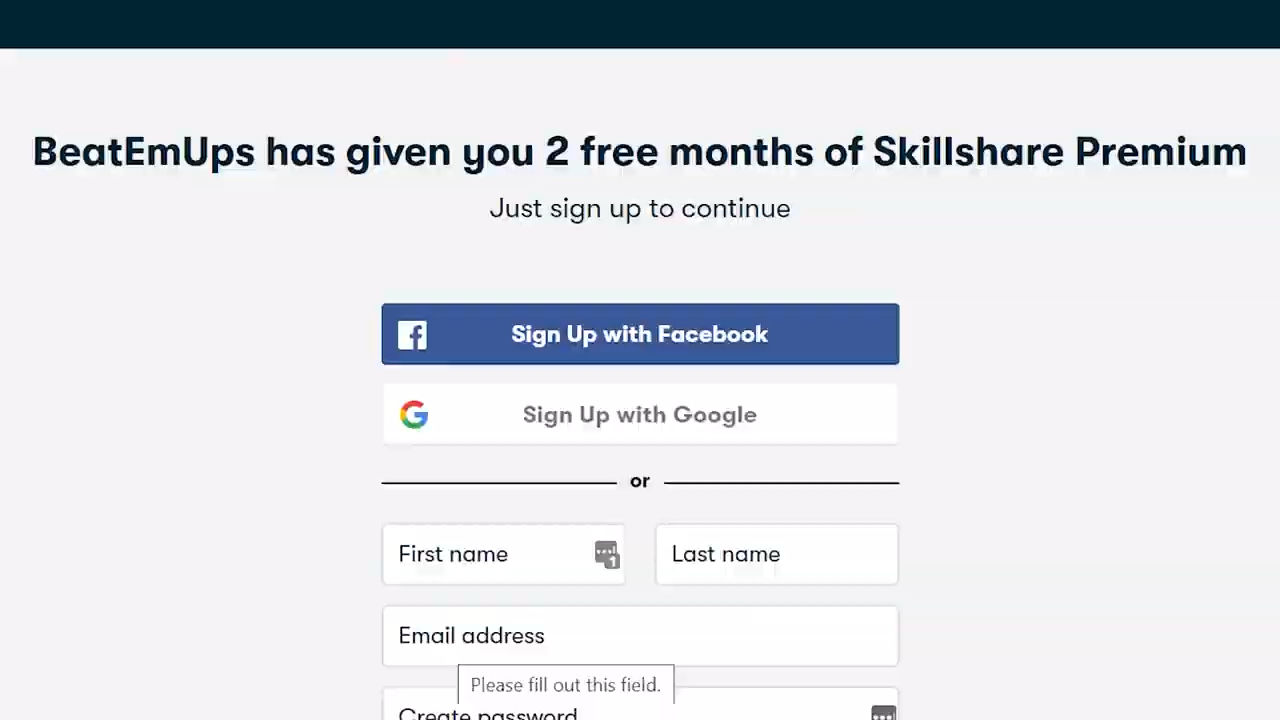 BeatEmUps has given you 2 free months of Skillshare Premium
Just sign up to continue
Sign Up with Facebook
Sign Up with Google
or
First name
Last name
Email address
Please fill out this field.
Create password